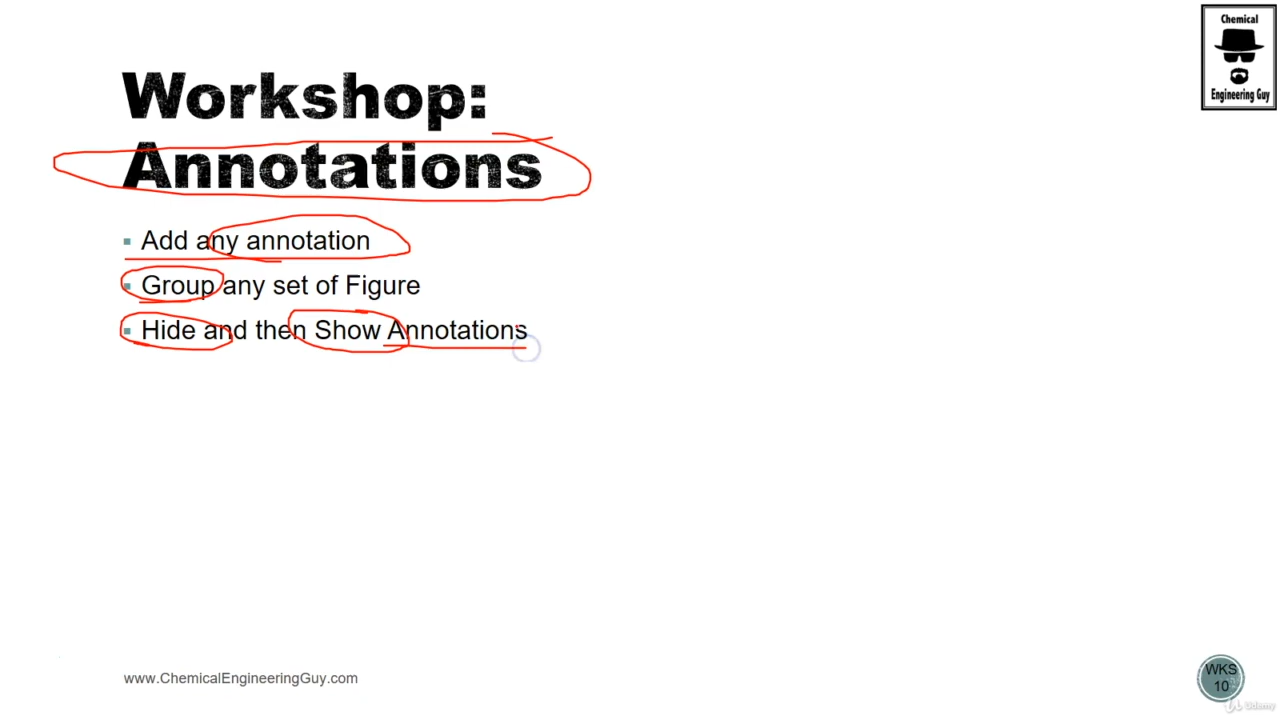 Chemical
Engineering Guy
Workshop:
Annotations
Add any annotation
Group any set of Figure
Hide and then Show Annotations
www.ChemicalEngineeringGuy.com
WKS
10
Udemy